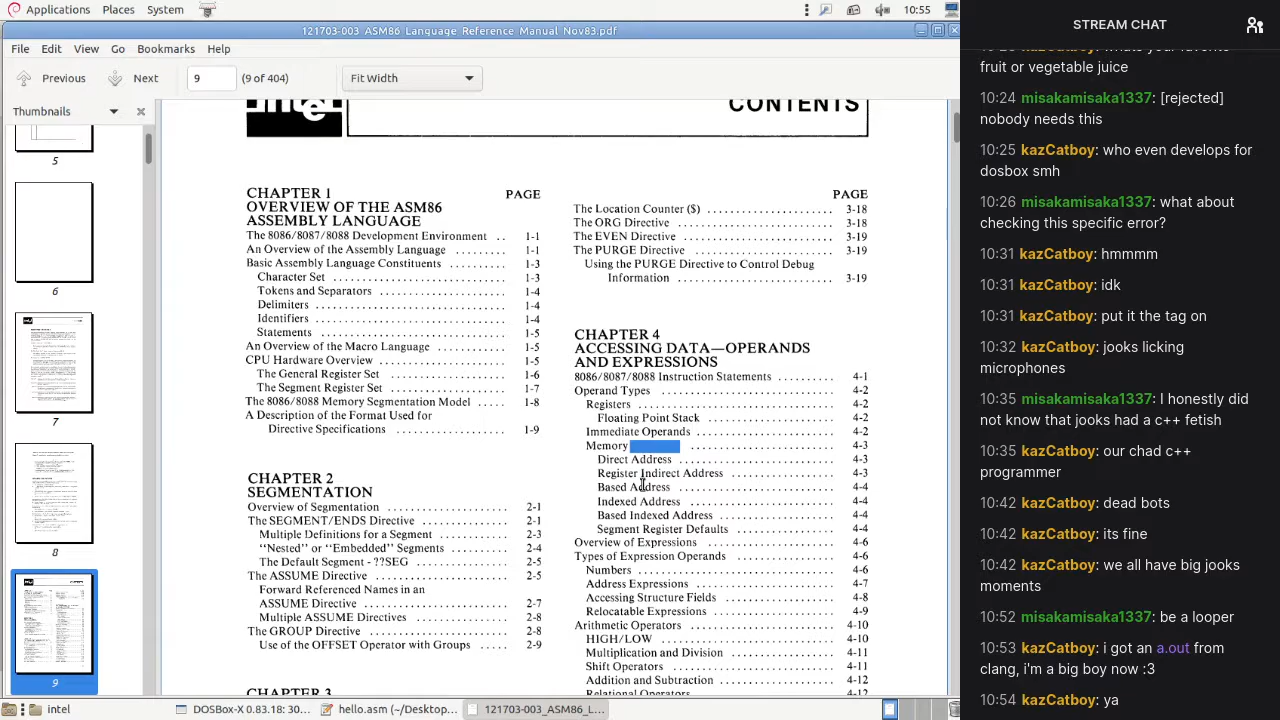 Applications Places System 10:55
121703-003_ASM86_Language_Reference_Manual_Nov83.pdf
File Edit View Go Bookmarks Help
Previous Next 9 (9 of 404) Fit Width
Thumbnails
5
6
7
8
9
CONTENTS
CHAPTER 1 PAGE
OVERVIEW OF THE ASM86
ASSEMBLY LANGUAGE
The 8086/8087/8088 Development Environment .. 1-1
An Overview of the Assembly Language ......... 1-1
Basic Assembly Language Constituents .......... 1-3
Character Set ............................. 1-3
Tokens and Separators ...................... 1-4
Delimiters ................................ 1-4
Identifiers ................................ 1-4
Statements ................................ 1-5
An Overview of the Macro Language ............ 1-5
CPU Hardware Overview ..................... 1-5
The General Register Set .................... 1-6
The Segment Register Set .................... 1-7
The 8086/8088 Memory Segmentation Model ..... 1-8
A Description of the Format Used for
Directive Specifications .................... 1-9
CHAPTER 2
SEGMENTATION
Overview of Segmentation ..................... 2-1
The SEGMENT/ENDS Directive ................ 2-1
Multiple Definitions for a Segment ............ 2-3
“Nested” or “Embedded” Segments .......... 2-4
The Default Segment - ??SEG ................ 2-5
The ASSUME Directive ....................... 2-5
Forward Referenced Names in an
ASSUME Directive ....................... 2-7
Multiple ASSUME Directives ................. 2-8
The GROUP Directive ........................ 2-8
Use of the OFFSET Operator with Groups ..... 2-9
CHAPTER 3
PAGE
The Location Counter ($) ..................... 3-18
The ORG Directive .......................... 3-18
The EVEN Directive ......................... 3-19
The PURGE Directive ........................ 3-19
Using the PURGE Directive to Control Debug
Information ............................ 3-19
CHAPTER 4
ACCESSING DATA—OPERANDS
AND EXPRESSIONS
8086/8087/8088 Instruction Statements .......... 4-1
Operand Types .............................. 4-2
Registers ................................. 4-2
Floating Point Stack ...................... 4-2
Immediate Operands ........................ 4-2
Memory ........................ 4-3
Direct Address .......................... 4-3
Register Indirect Address .................. 4-3
Based Address ........................... 4-4
Indexed Address ......................... 4-4
Based Indexed Address .................... 4-4
Segment Register Defaults ................. 4-4
Overview of Expressions ...................... 4-6
Types of Expression Operands ................. 4-6
Numbers ................................. 4-6
Address Expressions ........................ 4-7
Accessing Structure Fields ................... 4-8
Relocatable Expressions ..................... 4-9
Arithmetic Operators ......................... 4-10
HIGH/LOW ............................... 4-10
Multiplication and Division .................. 4-11
Shift Operators ............................ 4-11
Addition and Subtraction .................... 4-12
Relational Operators ........................ 4-12
intel DOSBox-X 0.83.18: 30... 121703-003_ASM86_L...
STREAM CHAT
kazCatboy: whats your favorite
fruit or vegetable juice
10:24 misakamisaka1337: [rejected]
nobody needs this
10:25 kazCatboy: who even develops for
dosbox smh
10:26 misakamisaka1337: what about
checking this specific error?
10:31 kazCatboy: hmmmm
10:31 kazCatboy: idk
10:31 kazCatboy: put it the tag on
10:32 kazCatboy: jooks licking
microphones
10:35 misakamisaka1337: I honestly did
not know that jooks had a c++ fetish
10:35 kazCatboy: our chad c++
programmer
10:42 kazCatboy: dead bots
10:42 kazCatboy: its fine
10:42 kazCatboy: we all have big jooks
moments
10:52 misakamisaka1337: be a looper
10:53 kazCatboy: i got an a.out from
clang, i'm a big boy now :3
10:54 kazCatboy: ya